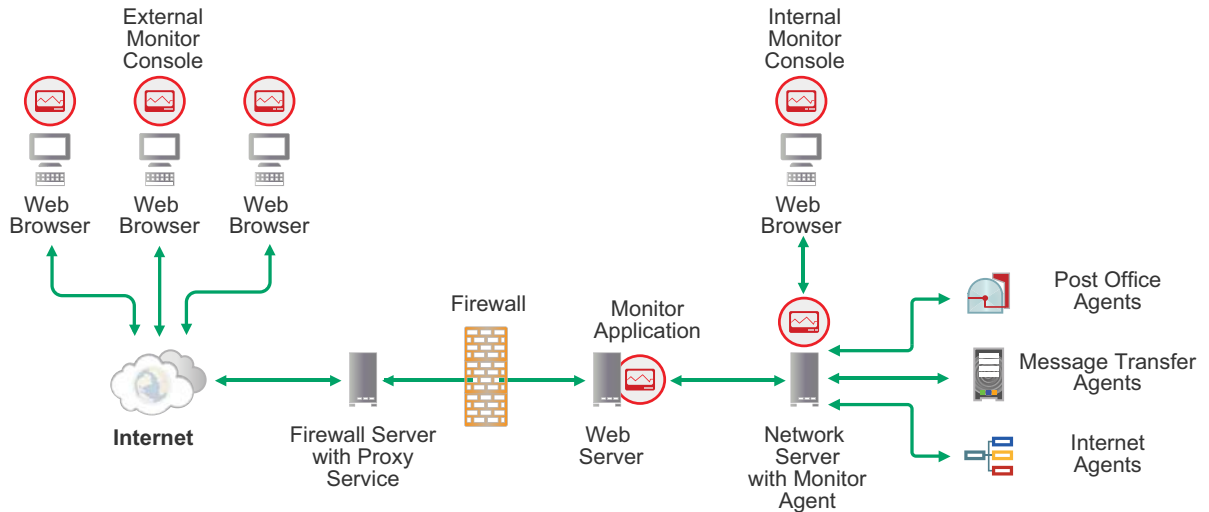 External
Monitor
Console
Internal
Monitor
Console
Web
Browser
Web
Browser
Web
Browser
Web
Browser
Firewall
Monitor
Application
Post Office
Agents
Message Transfer
Agents
Internet
Agents
Internet
Firewall Server
with Proxy
Service
Web
Server
Network
Server
with Monitor
Agent